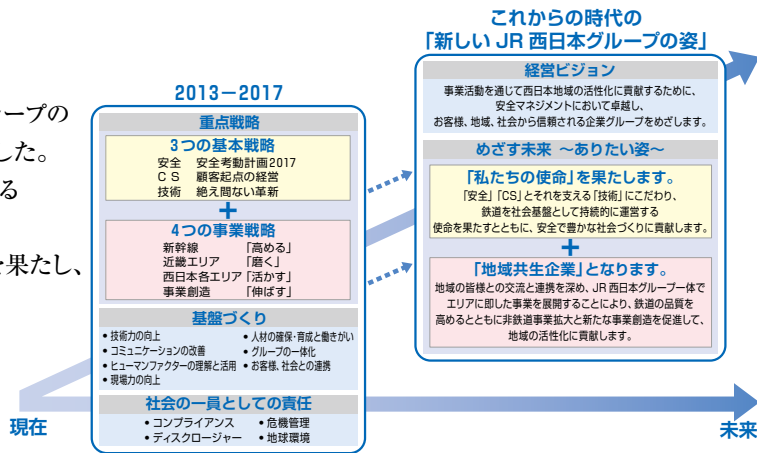 ープの
した。
る
を果たし、
2013－2017
重点戦略
3つの基本戦略
安全 安全考動計画2017
ＣＳ 顧客起点の経営
技術 絶え間ない革新
+
4つの事業戦略
新幹線 「高める」
近畿エリア 「磨く」
西日本各エリア「活かす」
事業創造 「伸ばす」
基盤づくり
• 技術力の向上
• コミュニケーションの改善
• ヒューマンファクターの理解と活用
• 現場力の向上
• 人材の確保・育成と働きがい
• グループの一体化
• お客様、社会との連携
社会の一員としての責任
• コンプライアンス • 危機管理
• ディスクロージャー • 地球環境
これからの時代の
「新しい JR 西日本グループの姿」
経営ビジョン
事業活動を通じて西日本地域の活性化に貢献するために、
安全マネジメントにおいて卓越し、
お客様、地域、社会から信頼される企業グループをめざします。
めざす未来 ～ありたい姿～
「私たちの使命」を果たします。
「安全」「CS」とそれを支える「技術」にこだわり、
鉄道を社会基盤として持続的に運営する
使命を果たすとともに、安全で豊かな社会づくりに貢献します。
+
「地域共生企業」となります。
地域の皆様との交流と連携を深め、JR西日本グループ一体で
エリアに即した事業を展開することにより、鉄道の品質を
高めるとともに非鉄道事業拡大と新たな事業創造を促進して、
地域の活性化に貢献します。
現在
未来